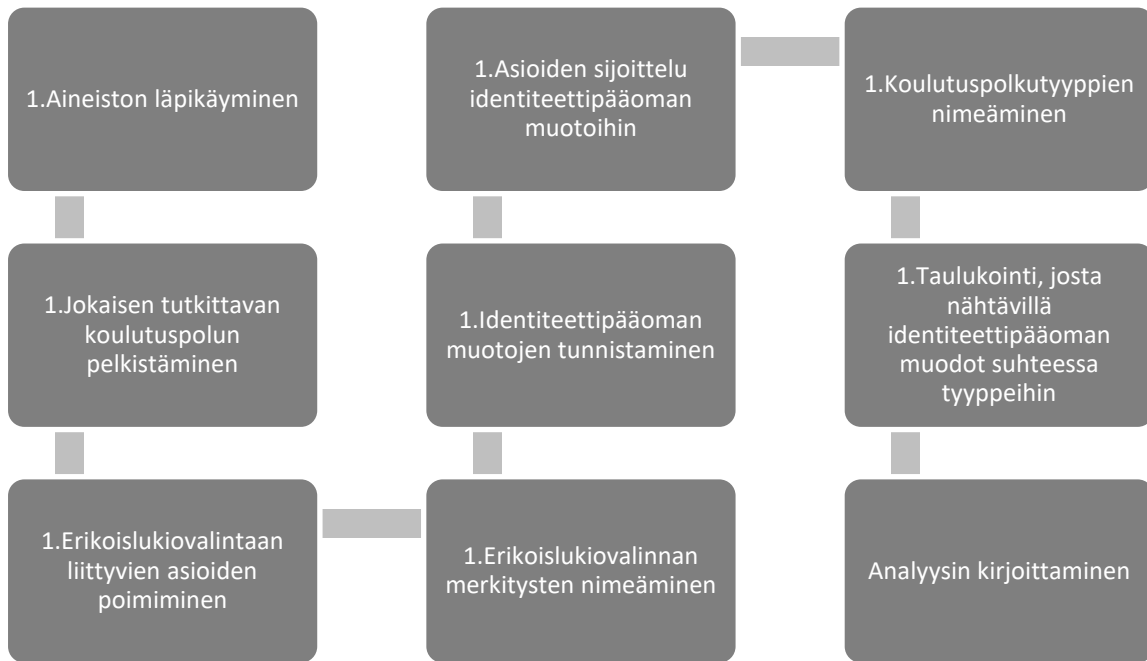 1.Aineiston läpikäyminen
1.Jokaisen tutkittavan
koulutuspolun
pelkistäminen
1.Erikoislukiovalintaan
liittyvien asioiden
poimiminen
1.Erikoislukiovalinnan
merkitysten nimeäminen
1.Identiteettipääoman
muotojen tunnistaminen
1.Asioiden sijoittelu
identiteettipääoman
muotoihin
1.Koulutuspolkutyyppien
nimeäminen
1.Taulukointi, josta
nähtävillä
identiteettipääoman
muodot suhteessa
tyyppeihin
Analyysin kirjoittaminen